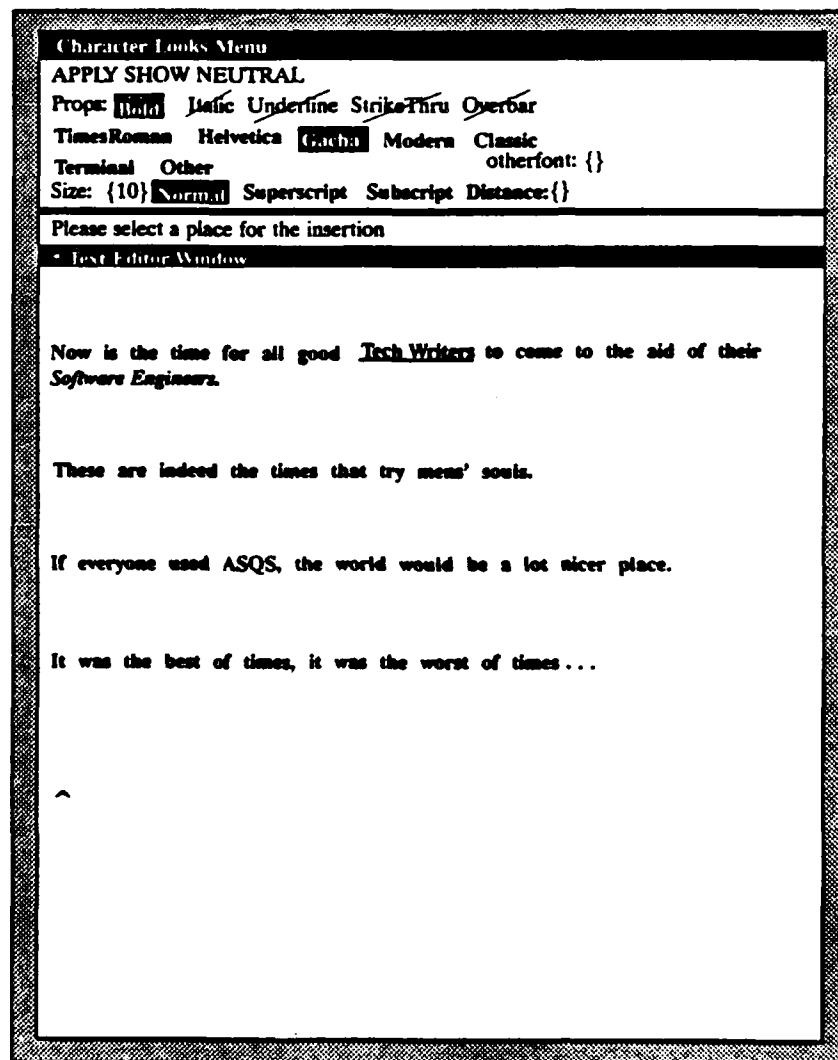 Character Looks Menu
APPLY SHOW NEUTRAL
Props: Bold Italic Underline StrikeThru Overbar
TimesRoman Helvetica Gacha Modern Classic
otherfont: {}
Terminal Other
Size: {10} Normal Superscript Subscript Distance:{}
Please select a place for the insertion
* Text Editor Window
Now is the time for all good Tech Writers to come to the aid of their
Software Engineers.
These are indeed the times that try mens' souls.
If everyone used ASQS, the world would be a lot nicer place.
It was the best of times, it was the worst of times . . .
^